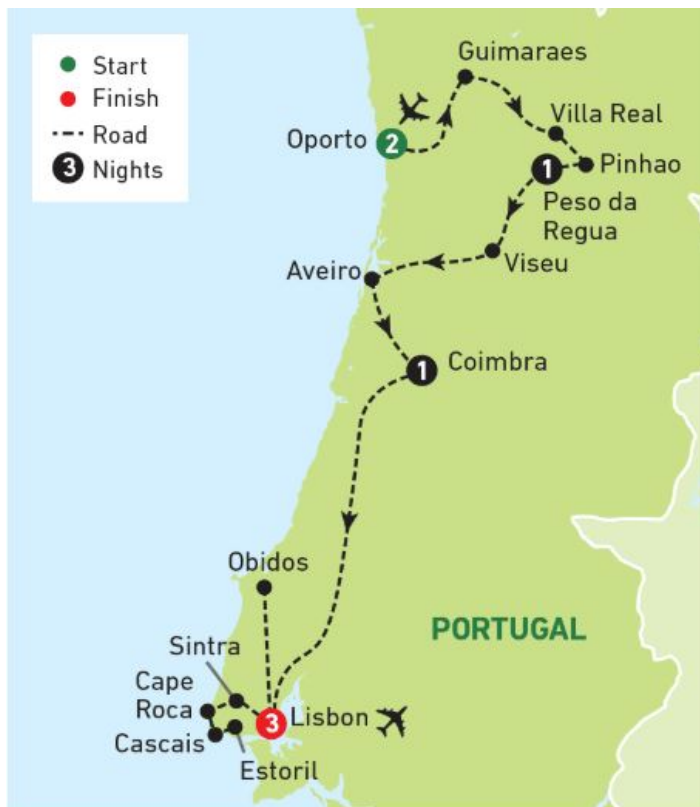 Start
Finish
Road
3 Nights
Guimaraes
Villa Real
Oporto
2
Pinhao
1
Peso da
Regua
Viseu
Aveiro
1
Coimbra
Obidos
PORTUGAL
Sintra
Cape
Roca
3
Lisbon
Cascais
Estoril